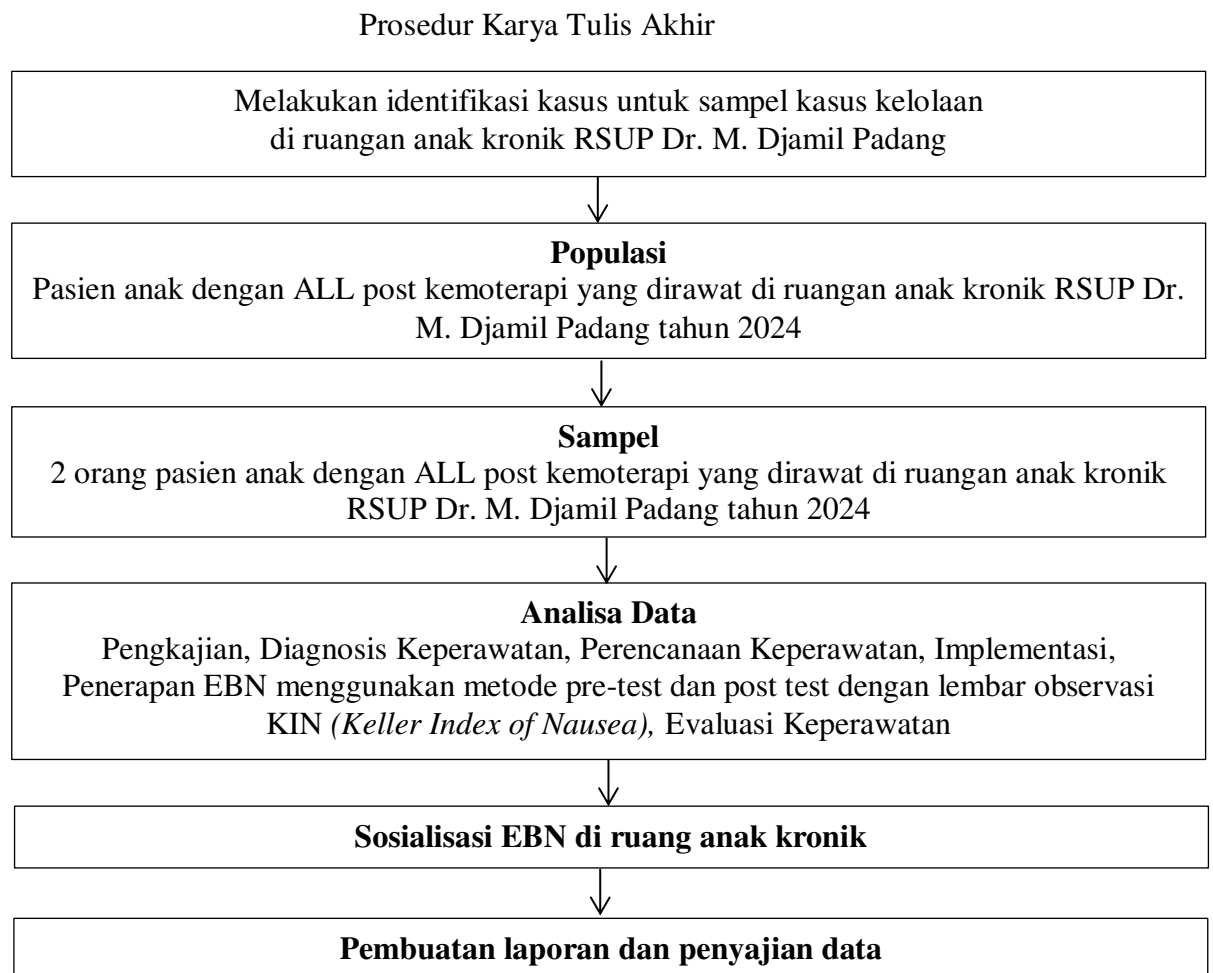 Prosedur Karya Tulis Akhir
Melakukan identifikasi kasus untuk sampel kasus kelolaan
di ruangan anak kronik RSUP Dr. M. Djamil Padang
Populasi
Pasien anak dengan ALL post kemoterapi yang dirawat di ruangan anak kronik RSUP Dr.
M. Djamil Padang tahun 2024
Sampel
2 orang pasien anak dengan ALL post kemoterapi yang dirawat di ruangan anak kronik
RSUP Dr. M. Djamil Padang tahun 2024
Analisa Data
Pengkajian, Diagnosis Keperawatan, Perencanaan Keperawatan, Implementasi,
Penerapan EBN menggunakan metode pre-test dan post test dengan lembar observasi
KIN (Keller Index of Nausea), Evaluasi Keperawatan
Sosialisasi EBN di ruang anak kronik
Pembuatan laporan dan penyajian data